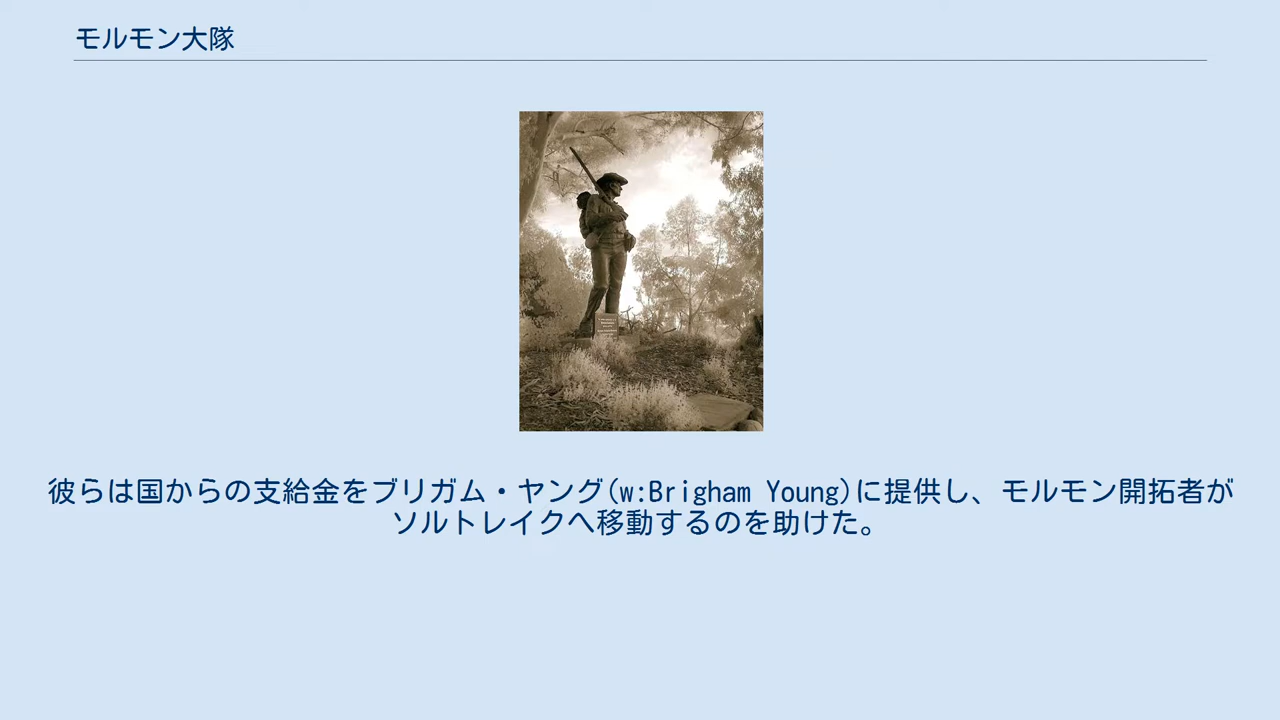 モルモン大隊
彼らは国からの支給金をブリガム・ヤング(w:Brigham Young)に提供し、モルモン開拓者が
ソルトレイクへ移動するのを助けた。